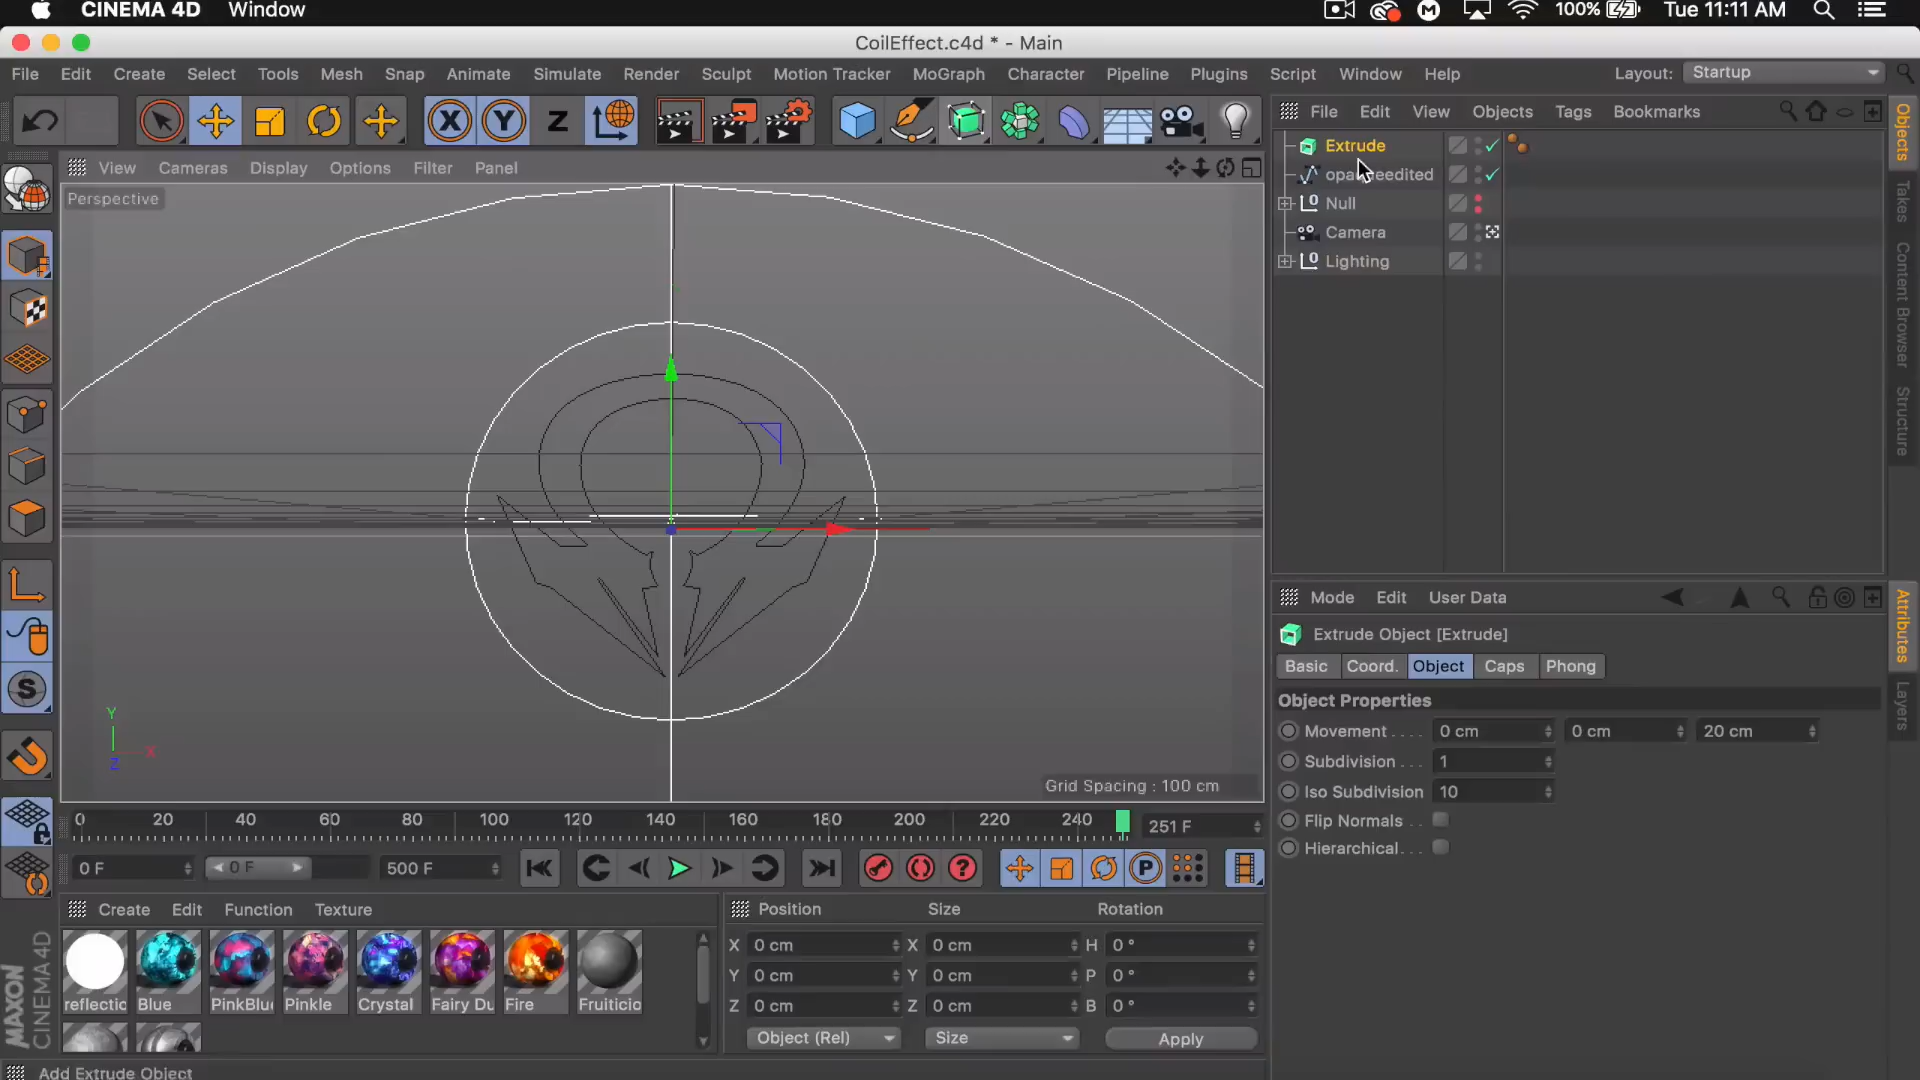 CINEMA 4D Window 100% Tue 11:11 AM
CoilEffect.c4d * - Main
File Edit Create Select Tools Mesh Snap Animate Simulate Render Sculpt Motion Tracker MoGraph Character Pipeline Plugins Script Window Help Layout: Startup
X Y Z
File Edit View Objects Tags Bookmarks
View Cameras Display Options Filter Panel
Perspective
Extrude
Null
Camera
Lighting
Objects
Takes
Content Browser
Structure
Mode Edit User Data
Extrude Object [Extrude]
Basic Coord. Object Caps Phong
Object Properties
Movement . . . . 0 cm 0 cm 20 cm
Subdivision . . . 1
Iso Subdivision 10
Flip Normals . .
Hierarchical. . .
Attributes
Layers
Y
X
Z
Grid Spacing : 100 cm
0 20 40 60 80 100 120 140 160 180 200 220 240 251 F
0 F 0 F 500 F P
Create Edit Function Texture
reflectic Blue PinkBlu Pinkle Crystal Fairy Du Fire Fruiticio
Position Size Rotation
X 0 cm X 0 cm H 0 °
Y 0 cm Y 0 cm P 0 °
Z 0 cm Z 0 cm B 0 °
Object (Rel) Size Apply
MAXON
CINEMA4D
Add Extrude Object